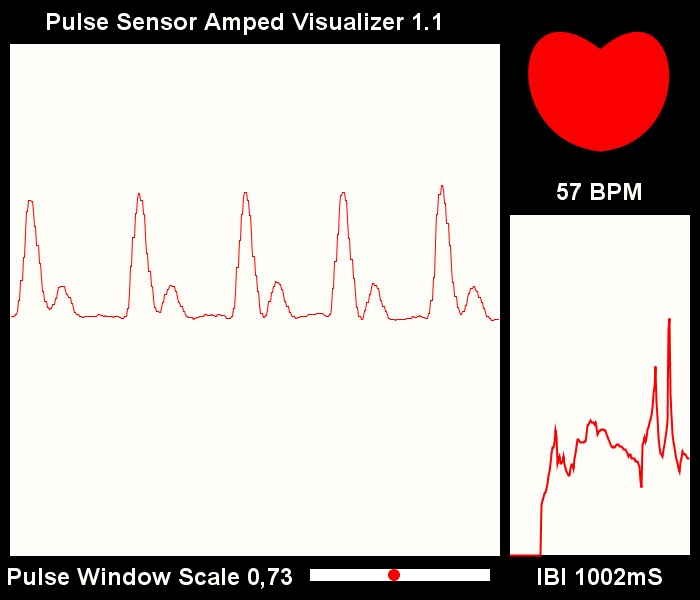 Pulse Sensor Amped Visualizer 1.1
57 BPM
Pulse Window Scale 0,73
IBI 1002mS